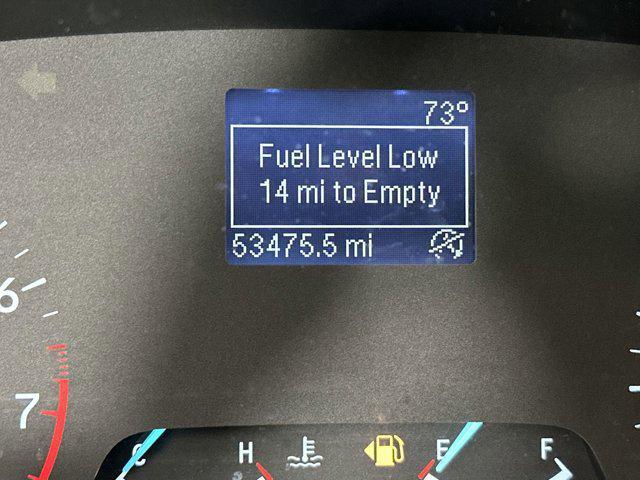 73°
Fuel Level Low
14 mi to Empty
53475.5 mi
6
7
C H E F